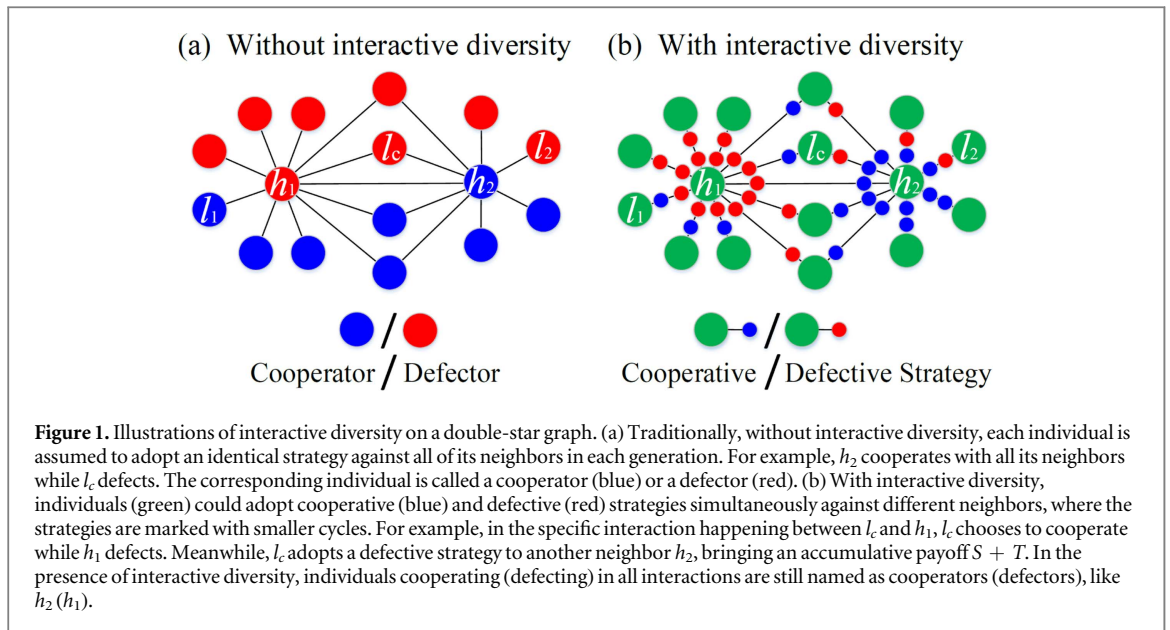 (a) Without interactive diversity
(b) With interactive diversity
lc
l2
h1
h2
l1
lc
l2
h1
h2
l1
/
/
Cooperator / Defector
Cooperative / Defective Strategy
Figure 1. Illustrations of interactive diversity on a double-star graph. (a) Traditionally, without interactive diversity, each individual is
assumed to adopt an identical strategy against all of its neighbors in each generation. For example, h2 cooperates with all its neighbors
while lc defects. The corresponding individual is called a cooperator (blue) or a defector (red). (b) With interactive diversity,
individuals (green) could adopt cooperative (blue) and defective (red) strategies simultaneously against different neighbors, where the
strategies are marked with smaller cycles. For example, in the specific interaction happening between lc and h1, lc chooses to cooperate
while h1 defects. Meanwhile, lc adopts a defective strategy to another neighbor h2, bringing an accumulative payoff S + T. In the
presence of interactive diversity, individuals cooperating (defecting) in all interactions are still named as cooperators (defectors), like
h2 (h1).